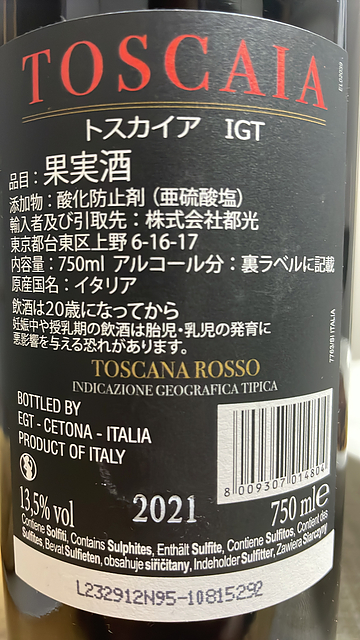 TOSCAIA
トスカイア IGT
品目：果実酒
添加物：酸化防止剤（亜硫酸塩）
輸入者及び引取先：株式会社都光
東京都台東区上野6-16-17
内容量：750ml アルコール分：裏ラベルに記載
原産国名：イタリア
飲酒は20歳になってから
妊娠中や授乳期の飲酒は胎児・乳児の発育に
悪影響を与える恐れがあります。
7763/BI ITALIA
TOSCANA ROSSO
INDICAZIONE GEOGRAFICA TIPICA
BOTTLED BY
EGT - CETONA - ITALIA
PRODUCT OF ITALY
8 009307 014804
13,5% vol
2021
750 ml e
Contiene Solfiti, Contains Sulphites, Enthält Sulfite, Contiene Sulfitos, Contient des
Sulfites, Bevat Sulfieten, obsahuje siřičitany, Indeholder Sulfitter, Zawiera Siarczyny
L232912N95-10815292